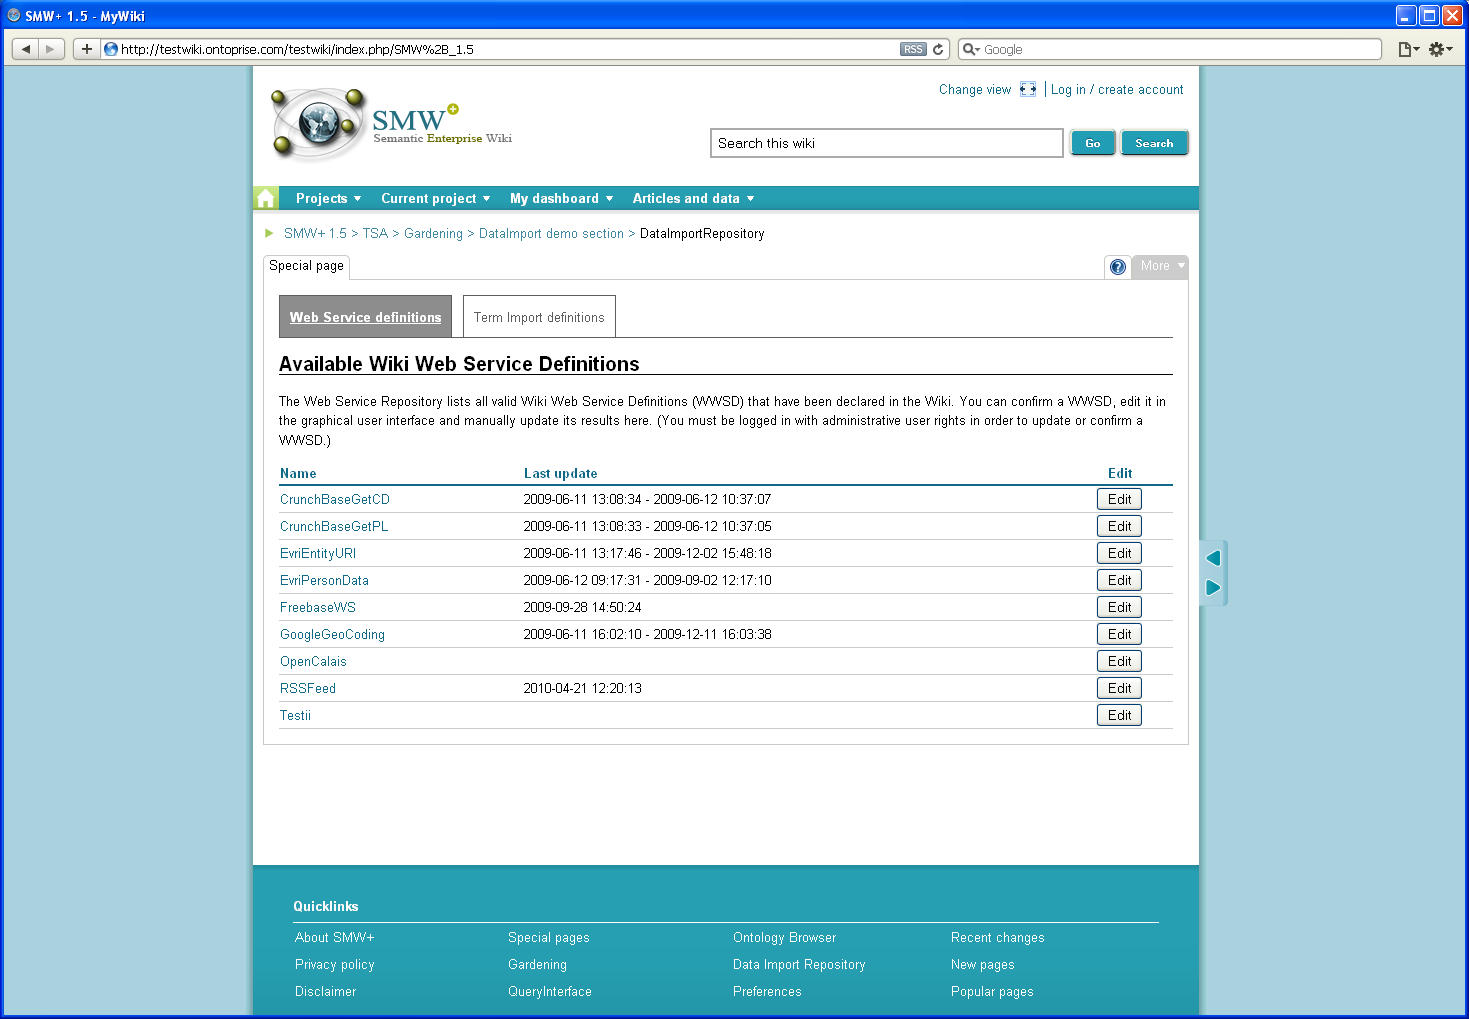 SMW+ 1.5 - MyWiki
http://testwiki.ontoprise.com/testwiki/index.php/SMW%2B_1.5
RSS
Google
Change view
Log in / create account
SMW+
Semantic Enterprise Wiki
Search this wiki
Go
Search
Projects
Current project
My dashboard
Articles and data
SMW+ 1.5 > TSA > Gardening > DataImport demo section > DataImportRepository
Special page
?
More
Web Service definitions
Term Import definitions
Available Wiki Web Service Definitions
The Web Service Repository lists all valid Wiki Web Service Definitions (WWSD) that have been declared in the Wiki. You can confirm a WWSD, edit it in
the graphical user interface and manually update its results here. (You must be logged in with administrative user rights in order to update or confirm a
WWSD.)
Name Last update Edit
CrunchBaseGetCD 2009-06-11 13:08:34 - 2009-06-12 10:37:07 Edit
CrunchBaseGetPL 2009-06-11 13:08:33 - 2009-06-12 10:37:05 Edit
EvriEntityURI 2009-06-11 13:17:46 - 2009-12-02 15:48:18 Edit
EvriPersonData 2009-06-12 09:17:31 - 2009-09-02 12:17:10 Edit
FreebaseWS 2009-09-28 14:50:24 Edit
GoogleGeoCoding 2009-06-11 16:02:10 - 2009-12-11 16:03:38 Edit
OpenCalais Edit
RSSFeed 2010-04-21 12:20:13 Edit
Testii Edit
Quicklinks
About SMW+ Special pages Ontology Browser Recent changes
Privacy policy Gardening Data Import Repository New pages
Disclaimer QueryInterface Preferences Popular pages